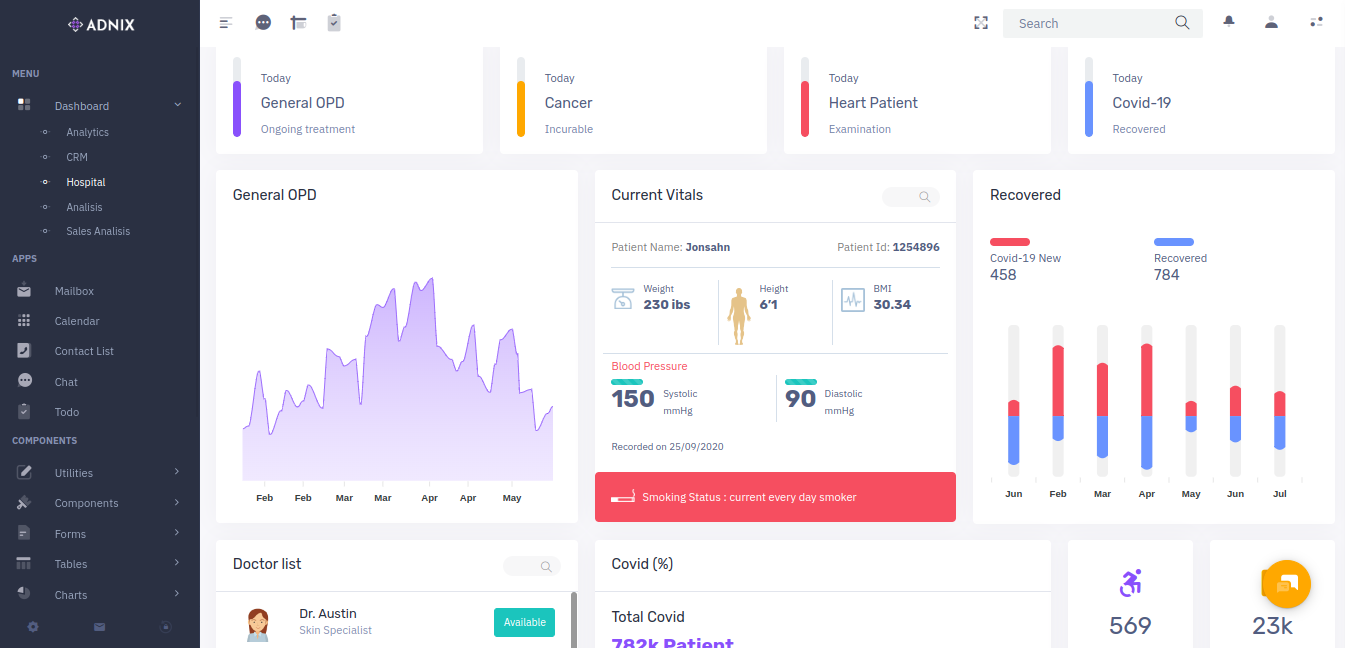 ADNIX
Search
MENU
Dashboard
Analytics
CRM
Hospital
Analisis
Sales Analisis
APPS
Mailbox
Calendar
Contact List
Chat
Todo
COMPONENTS
Utilities
Components
Forms
Tables
Charts
Today
General OPD
Ongoing treatment
Today
Cancer
Incurable
Today
Heart Patient
Examination
Today
Covid-19
Recovered
General OPD
Feb Feb Mar Mar Apr Apr May
Current Vitals
Patient Name: Jonsahn Patient Id: 1254896
Weight
230 ibs
Height
6'1
BMI
30.34
Blood Pressure
150 Systolic
mmHg
90 Diastolic
mmHg
Recorded on 25/09/2020
Smoking Status : current every day smoker
Recovered
Covid-19 New
458
Recovered
784
Jun Feb Mar Apr May Jun Jul
Doctor list
Dr. Austin
Skin Specialist
Available
Covid (%)
Total Covid
782k Patient
569
23k